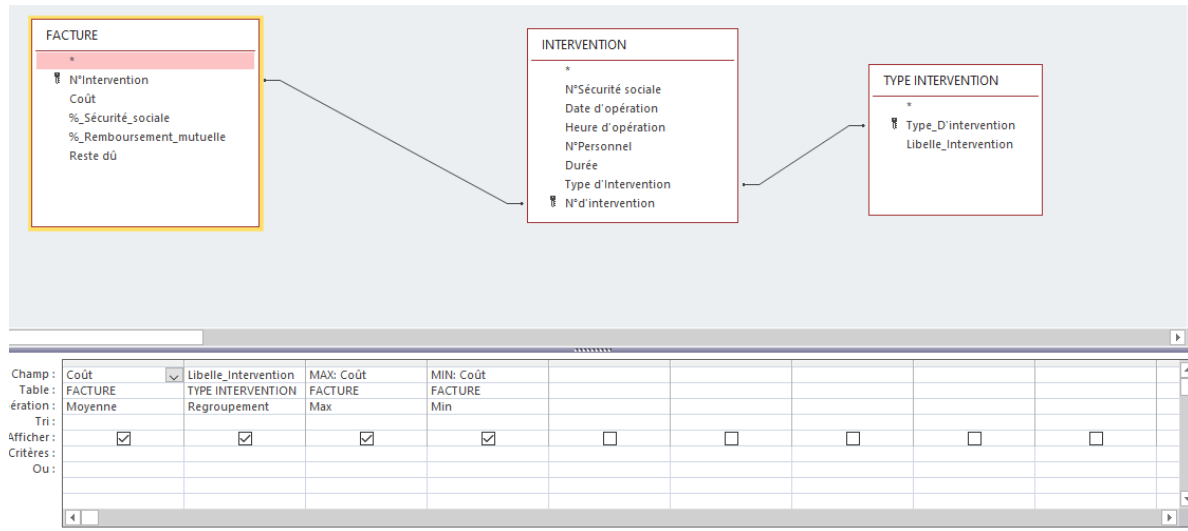 FACTURE
*
N°Intervention
Coût
%_Sécurité_sociale
%_Remboursement_mutuelle
Reste dû
INTERVENTION
*
N°Sécurité sociale
Date d'opération
Heure d'opération
N°Personnel
Durée
Type d'Intervention
N°d'intervention
TYPE INTERVENTION
*
Type_D'intervention
Libelle_Intervention
Champ : Coût Libelle_Intervention MAX: Coût MIN: Coût
Table : FACTURE TYPE INTERVENTION FACTURE FACTURE
ération : Moyenne Regroupement Max Min
Tri :
Afficher :
Critères :
Ou :